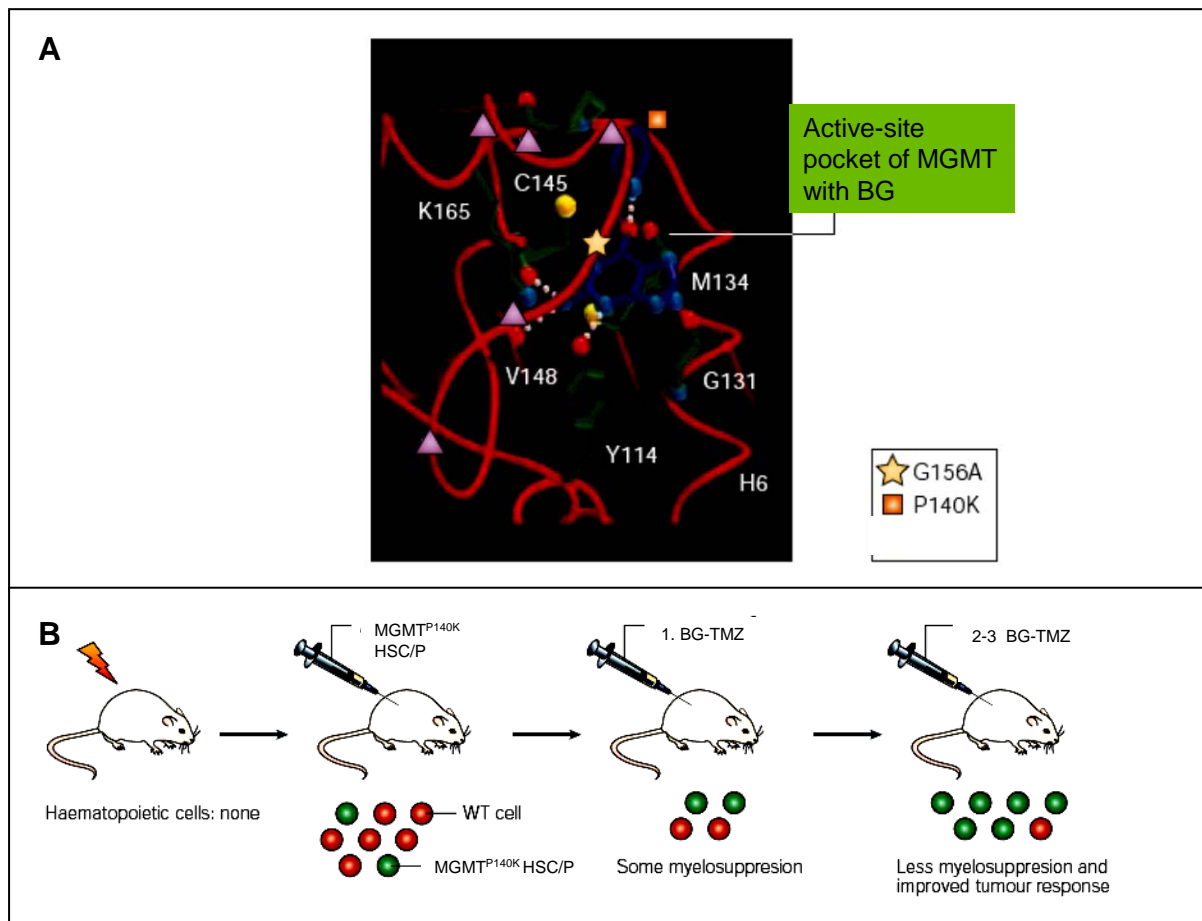 A
Active-site
pocket of MGMT
with BG
C145
K165
M134
V148
G131
Y114
H6
G156A
P140K
B
MGMTP140K
HSC/P
1. BG-TMZ
2-3 BG-TMZ
Haematopoietic cells: none
WT cell
MGMTP140K HSC/P
Some myelosuppresion
Less myelosuppresion and
improved tumour response